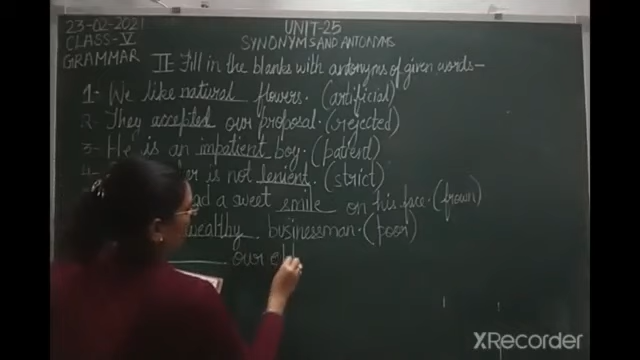 23-02-2021 UNIT-25
CLASS-V SYNONYMS AND ANTONYMS
GRAMMAR II Fill in the blanks with antonyms of given words-
1- We like natural flowers. (artificial)
2- They accepted our proposal. (rejected)
3- He is an impatient boy. (patient)
4- is not lenient. (strict)
a sweet smile on his face. (frown)
wealthy businessman. (poor)
our
XRecorder